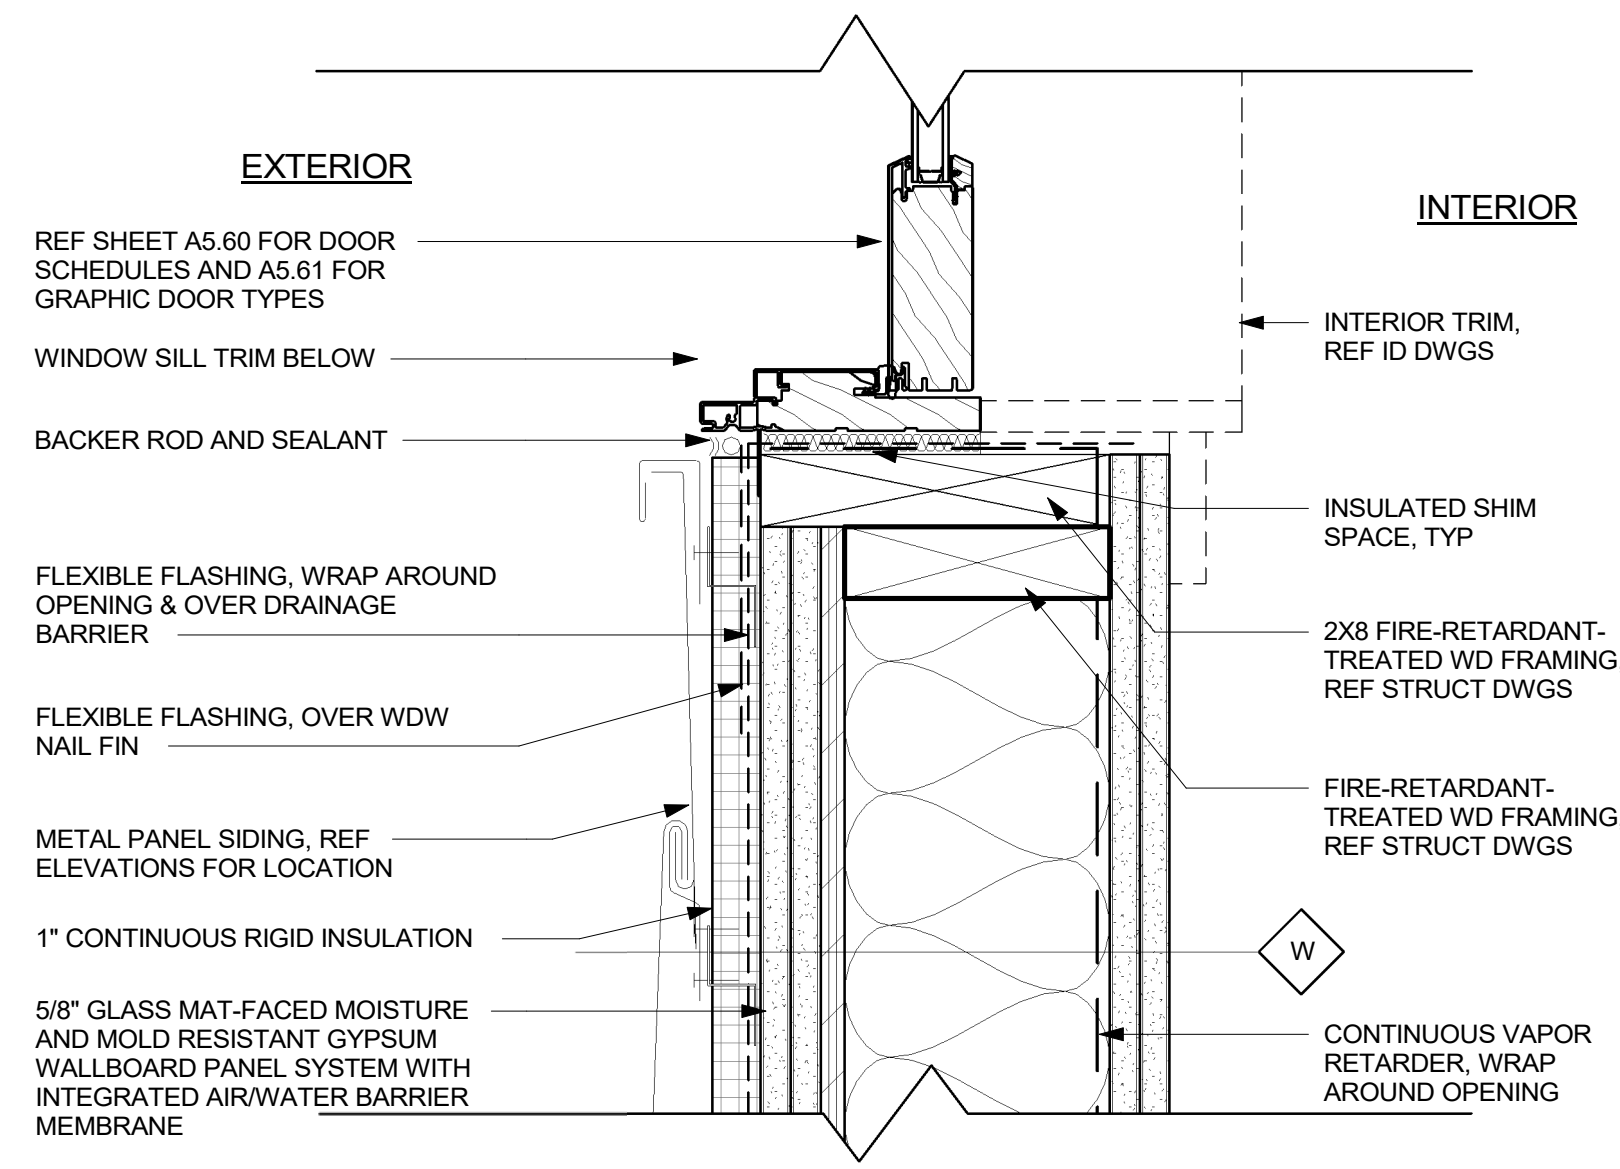 EXTERIOR
REF SHEET A5.60 FOR DOOR
SCHEDULES AND A5.61 FOR
GRAPHIC DOOR TYPES
WINDOW SILL TRIM BELOW
BACKER ROD AND SEALANT
FLEXIBLE FLASHING, WRAP AROUND
OPENING & OVER DRAINAGE
BARRIER
FLEXIBLE FLASHING, OVER WDW
NAIL FIN
METAL PANEL SIDING, REF
ELEVATIONS FOR LOCATION
1" CONTINUOUS RIGID INSULATION
5/8" GLASS MAT-FACED MOISTURE
AND MOLD RESISTANT GYPSUM
WALLBOARD PANEL SYSTEM WITH
INTEGRATED AIR/WATER BARRIER
MEMBRANE
INTERIOR
INTERIOR TRIM,
REF ID DWGS
INSULATED SHIM
SPACE, TYP
2X8 FIRE-RETARDANT-
TREATED WD FRAMING
REF STRUCT DWGS
FIRE-RETARDANT-
TREATED WD FRAMING
REF STRUCT DWGS
W
CONTINUOUS VAPOR
RETARDER, WRAP
AROUND OPENING